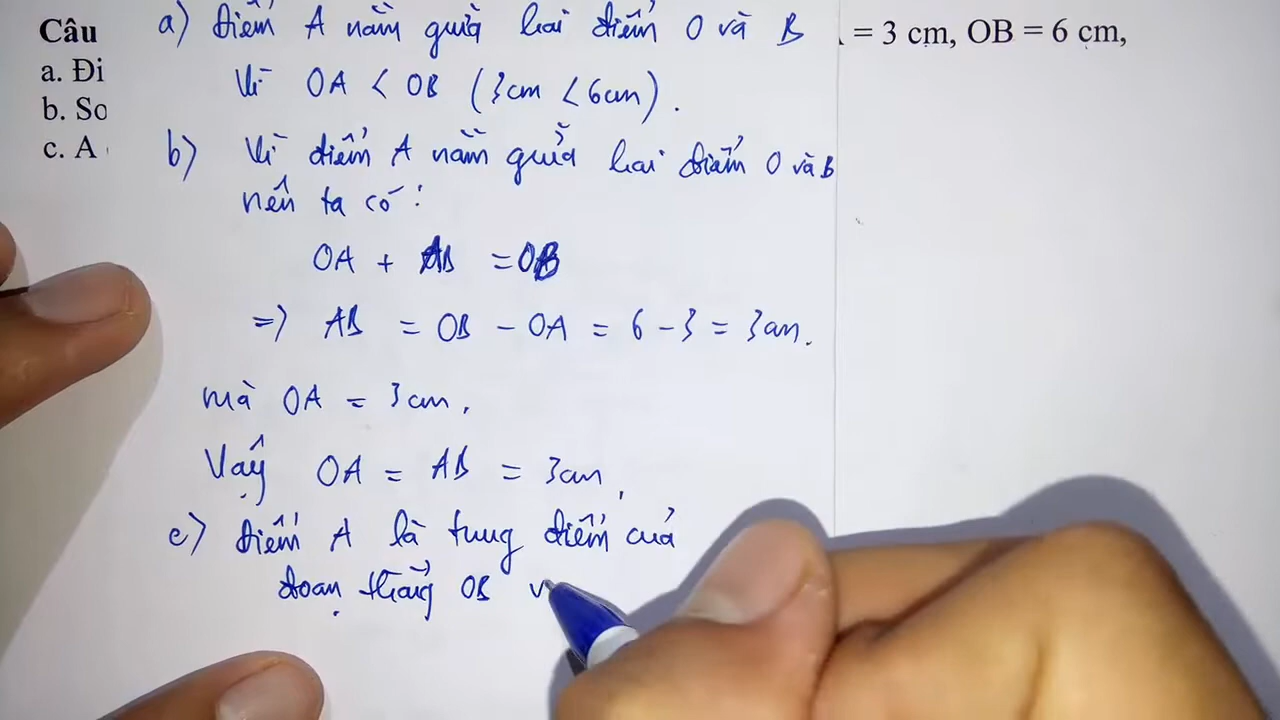 Câu
= 3 cm, OB = 6 cm,
a. Đi
b. So
c. A
a) Điểm A nằm giữa hai điểm O và B
Vì OA < OB (3cm < 6cm).
b) Vì điểm A nằm giữa hai điểm O và B
nên ta có:
OA + AB = OB
=> AB = OB - OA = 6 - 3 = 3cm.
mà OA = 3cm,
Vậy OA = AB = 3cm,
c) Điểm A là trung điểm của
đoạn thẳng OB v